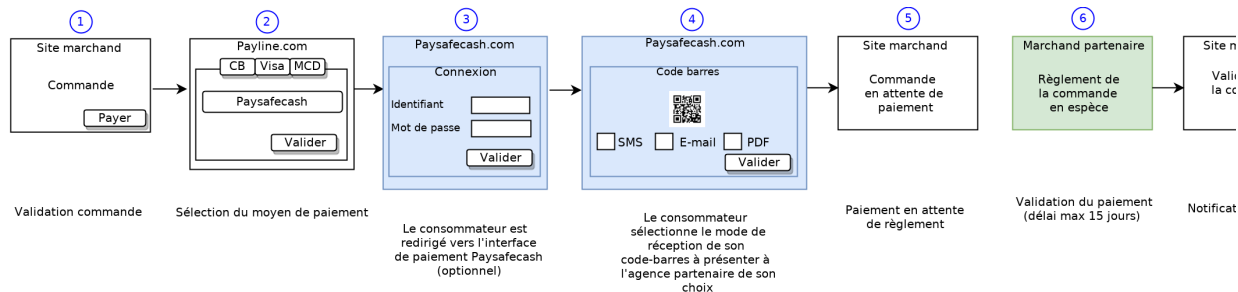 1
Site marchand
Commande
Payer
Validation commande
2
Payline.com
CB
Visa
MCD
Paysafecash
Valider
Sélection du moyen de paiement
3
Paysafecash.com
Connexion
Identifiant
Mot de passe
Valider
Le consommateur est
redirigé vers l'interface
de paiement Paysafecash
(optionnel)
4
Paysafecash.com
Code barres
SMS
E-mail
PDF
Valider
Le consommateur
sélectionne le mode de
réception de son
code-barres à présenter à
l'agence partenaire de son
choix
5
Site marchand
Commande
en attente de
paiement
Paiement en attente
de règlement
6
Marchand partenaire
Règlement de
la commande
en espèce
Validation du paiement
(délai max 15 jours)
Site m
Vali
la co
Notificat